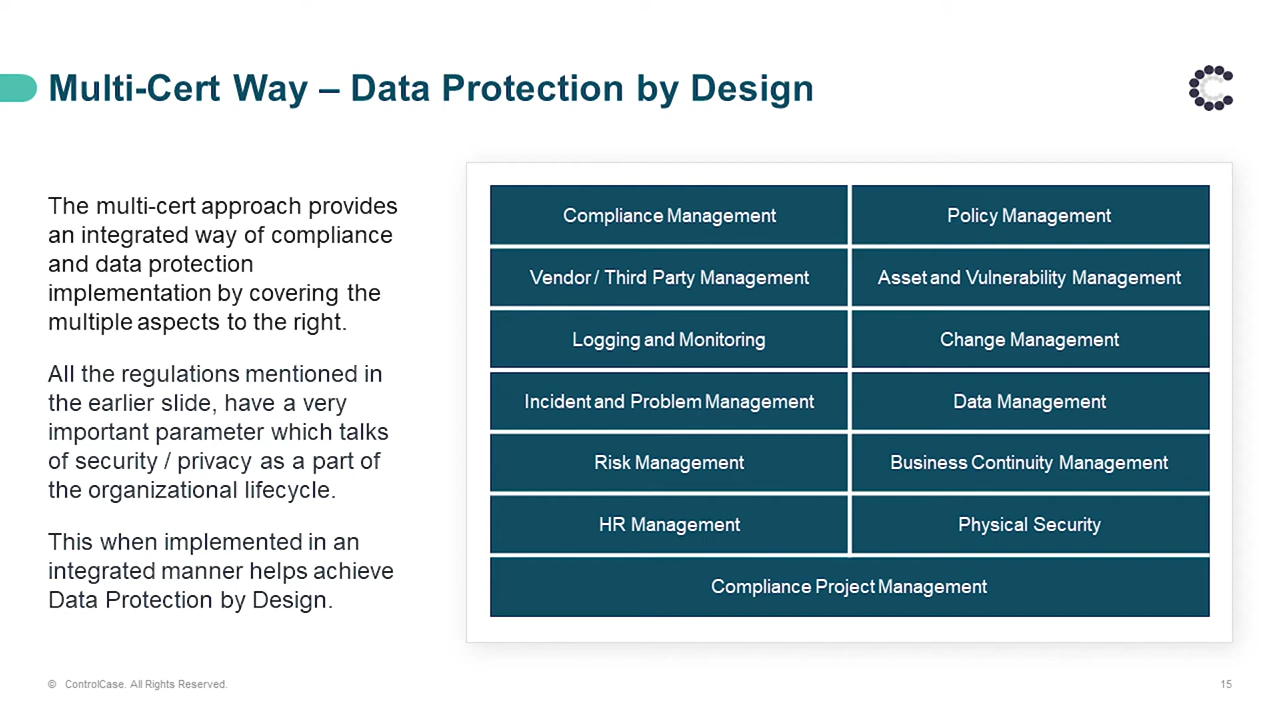 Multi-Cert Way – Data Protection by Design
The multi-cert approach provides
an integrated way of compliance
and data protection
implementation by covering the
multiple aspects to the right.
All the regulations mentioned in
the earlier slide, have a very
important parameter which talks
of security / privacy as a part of
the organizational lifecycle.
This when implemented in an
integrated manner helps achieve
Data Protection by Design.
Compliance Management
Policy Management
Vendor / Third Party Management
Asset and Vulnerability Management
Logging and Monitoring
Change Management
Incident and Problem Management
Data Management
Risk Management
Business Continuity Management
HR Management
Physical Security
Compliance Project Management
© ControlCase. All Rights Reserved.
15